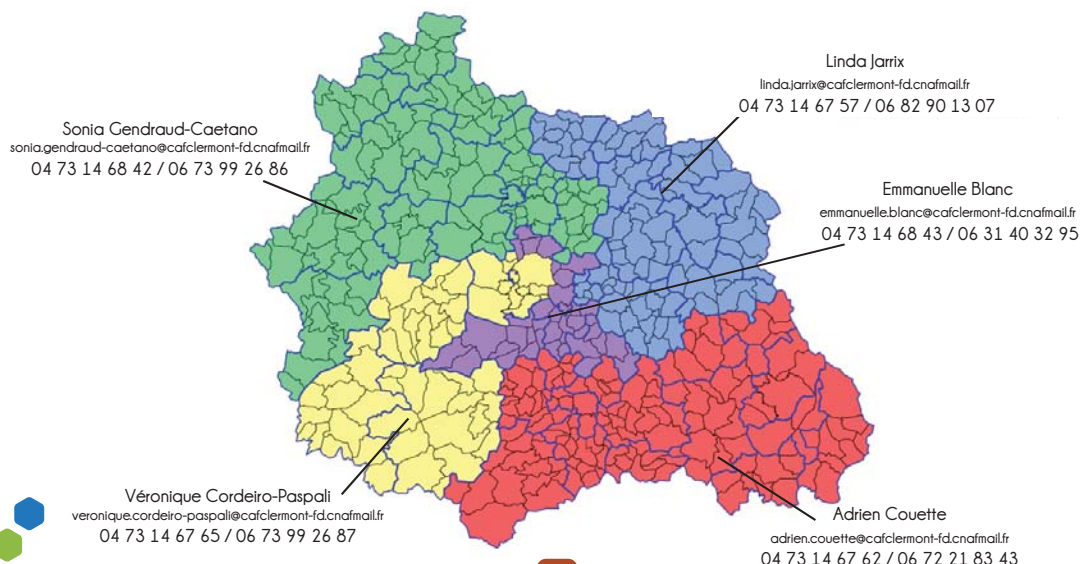 Linda Jarrix
linda.jarrix@cafclermont-fd.cnafmail.fr
04 73 14 67 57 / 06 82 90 13 07
Sonia Gendraud-Caetano
sonia.gendraud-caetano@cafclermont-fd.cnafmail.fr
04 73 14 68 42 / 06 73 99 26 86
Emmanuelle Blanc
emmanuelle.blanc@cafclermont-fd.cnafmail.fr
04 73 14 68 43 / 06 31 40 32 95
Véronique Cordeiro-Paspali
veronique.cordeiro-paspali@cafclermont-fd.cnafmail.fr
04 73 14 67 65 / 06 73 99 26 87
Adrien Couette
adrien.couette@cafclermont-fd.cnafmail.fr
04 73 14 67 62 / 06 72 21 83 43